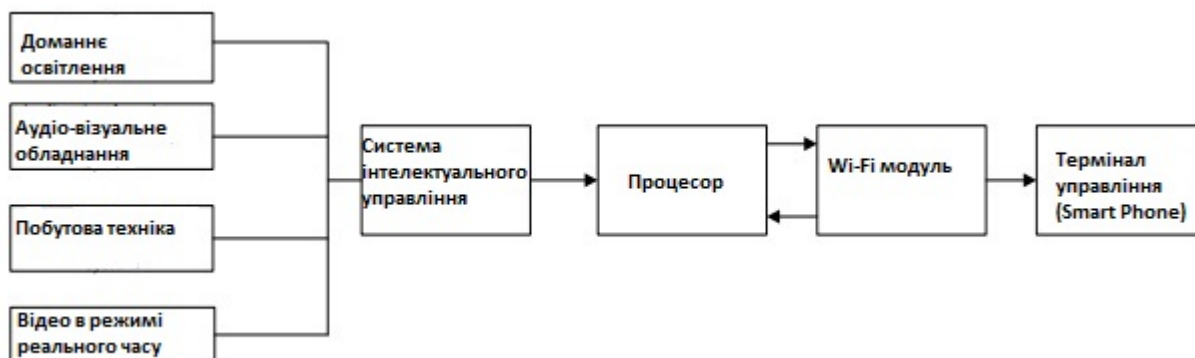 Доманнє
освітлення
Аудіо-візуальне
обладнання
Побутова техніка
Відео в режимі
реального часу
Система
інтелектуального
управління
Процесор
Wi-Fi модуль
Термінал
управління
(Smart Phone)